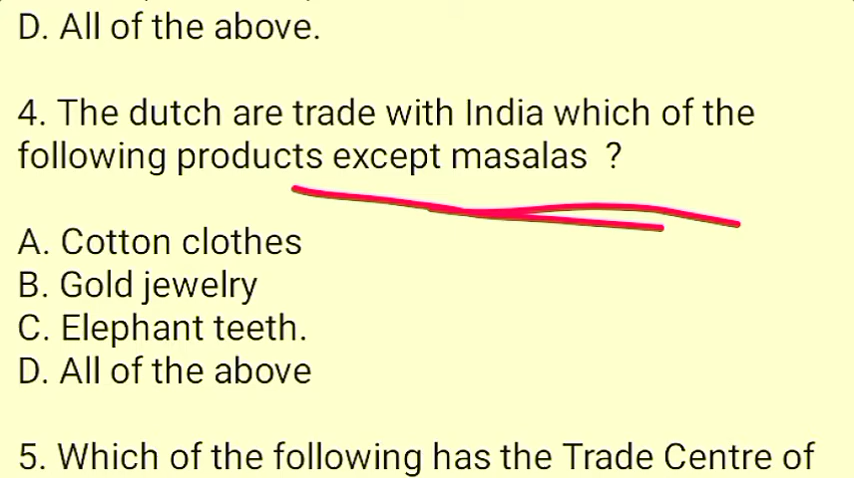 D. All of the above.
4. The dutch are trade with India which of the
following products except masalas ?
A. Cotton clothes
B. Gold jewelry
C. Elephant teeth.
D. All of the above
5. Which of the following has the Trade Centre of